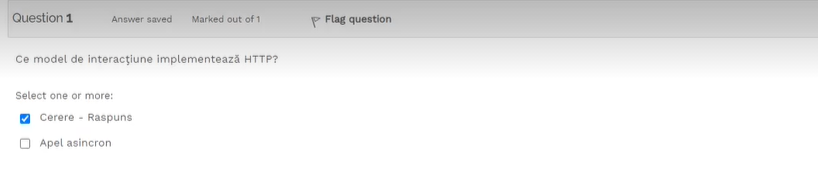 Question 1 Answer saved Marked out of 1 Flag question
Ce model de interacțiune implementează HTTP?
Select one or more:
Cerere - Raspuns
Apel asincron